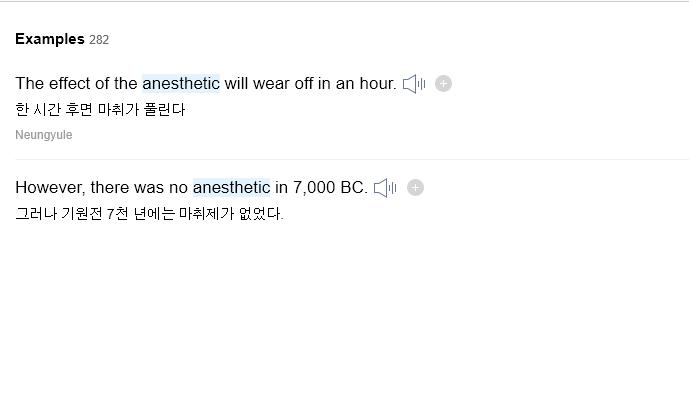 Examples 282
The effect of the anesthetic will wear off in an hour.
한 시간 후면 마취가 풀린다
Neungyule
However, there was no anesthetic in 7,000 BC.
그러나 기원전 7천 년에는 마취제가 없었다.